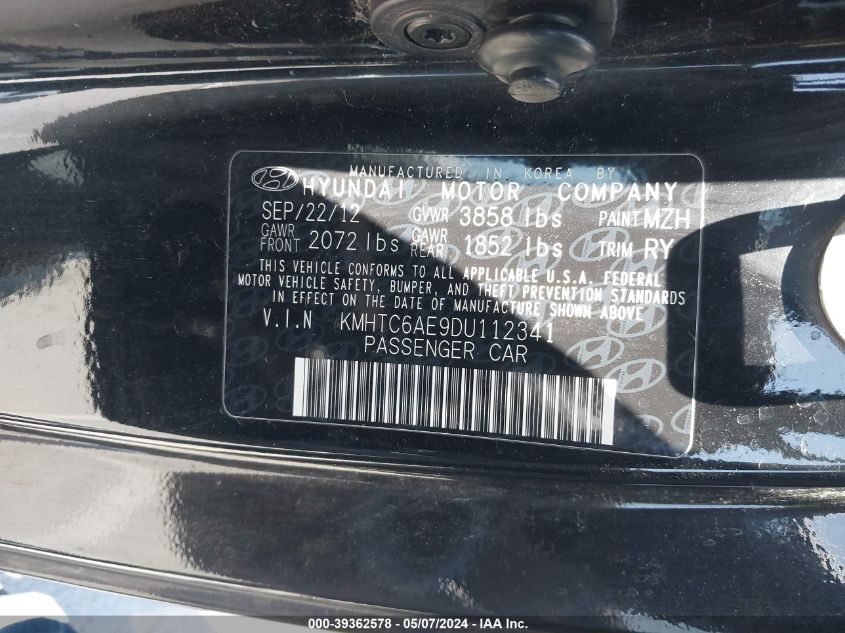 MANUFACTURED IN KOREA BY
HYUNDAI MOTOR COMPANY
SEP/22/12 GVWR 3858 lbs PAINT MZH
GAWR FRONT 2072 lbs GAWR REAR 1852 lbs TRIM RY
THIS VEHICLE CONFORMS TO ALL APPLICABLE U.S.A. FEDERAL
MOTOR VEHICLE SAFETY, BUMPER, AND THEFT PREVENTION STANDARDS
IN EFFECT ON THE DATE OF MANUFACTURE SHOWN ABOVE
V.I.N KMHTC6AE9DU112341
PASSENGER CAR
000-39362578 - 05/07/2024 - IAAI.com